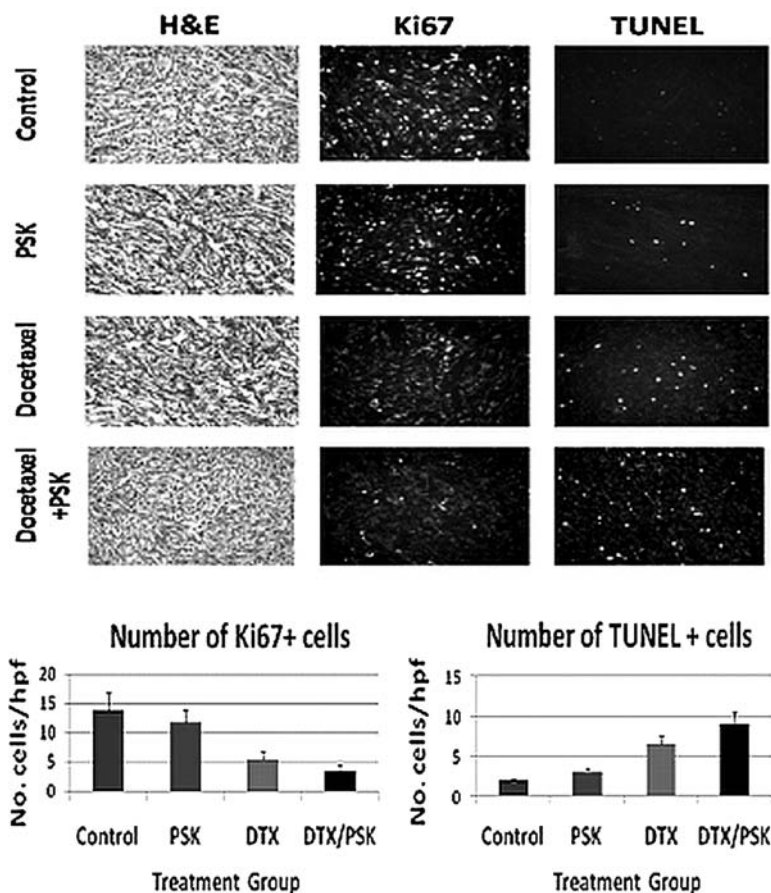 H&E Ki67 TUNEL
Control
PSK
Docetaxel
Docetaxel
+PSK
Number of Ki67+ cells
No. cells/hpf
20
15
10
5
0
Control PSK DTX DTX/PSK
Treatment Group
Number of TUNEL + cells
No. cells/hpf
15
10
5
0
Control PSK DTX DTX/PSK
Treatment Group